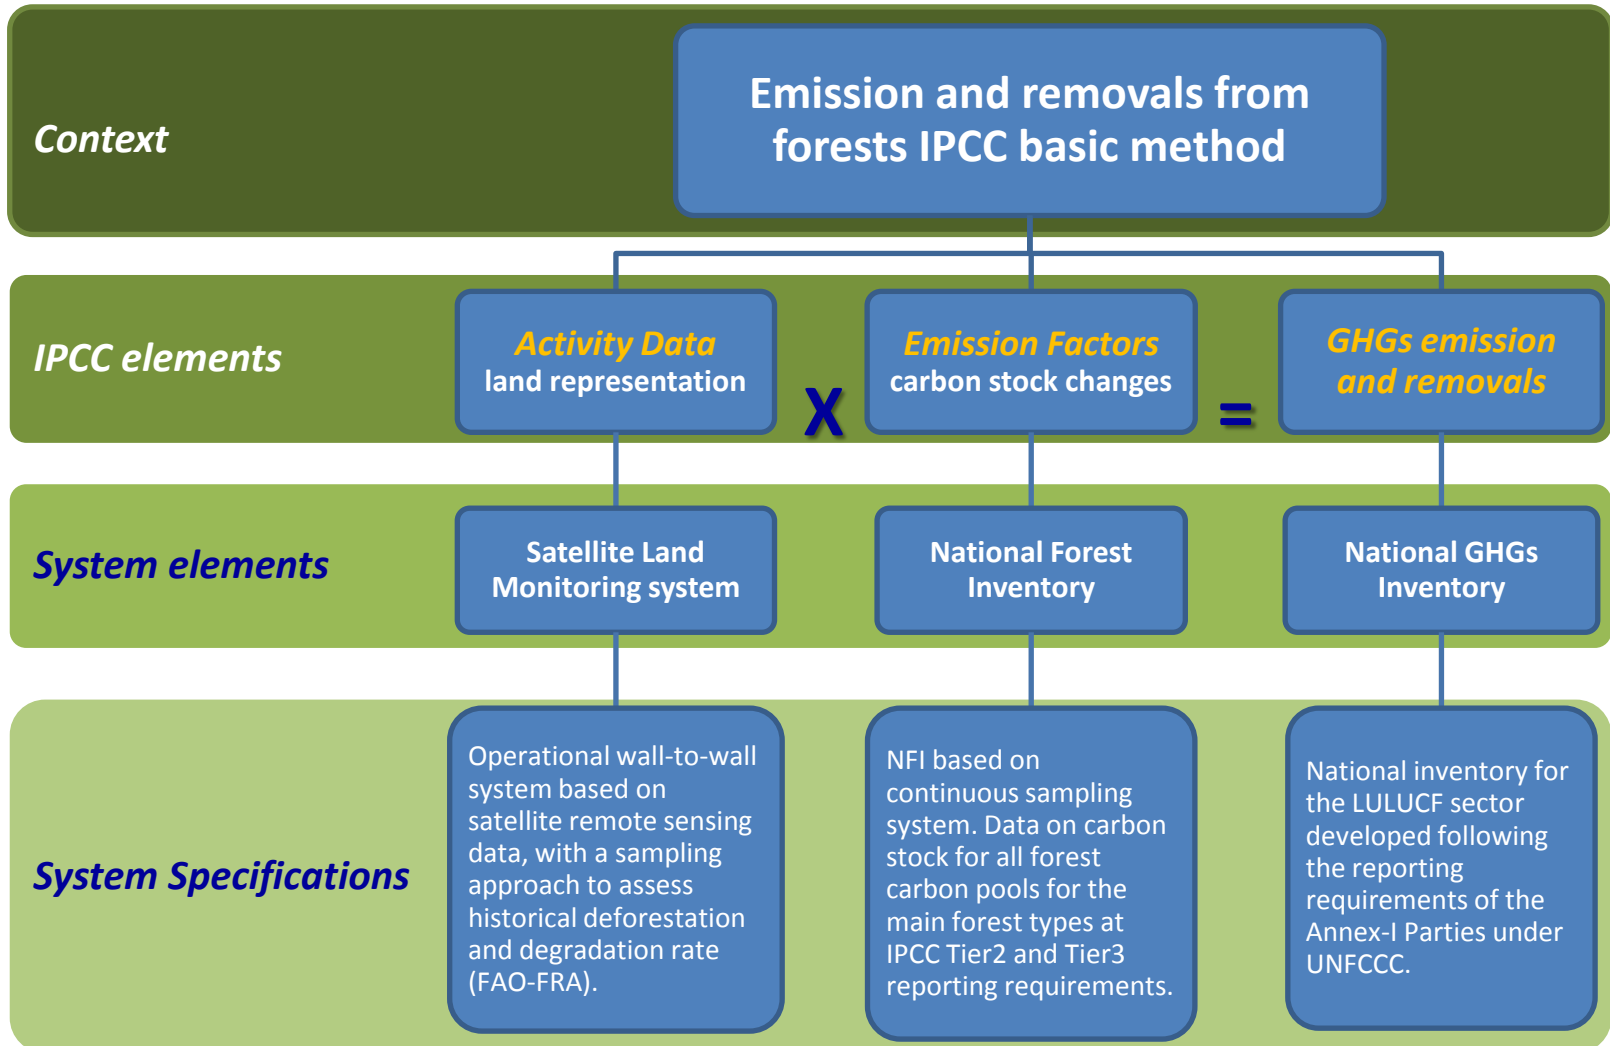 Context
Emission and removals from
forests IPCC basic method
IPCC elements
Activity Data
land representation
X
Emission Factors
carbon stock changes
=
GHGs emission
and removals
System elements
Satellite Land
Monitoring system
National Forest
Inventory
National GHGs
Inventory
System Specifications
Operational wall-to-wall
system based on
satellite remote sensing
data, with a sampling
approach to assess
historical deforestation
and degradation rate
(FAO-FRA).
NFI based on
continuous sampling
system. Data on carbon
stock for all forest
carbon pools for the
main forest types at
IPCC Tier2 and Tier3
reporting requirements.
National inventory for
the LULUCF sector
developed following
the reporting
requirements of the
Annex-I Parties under
UNFCCC.